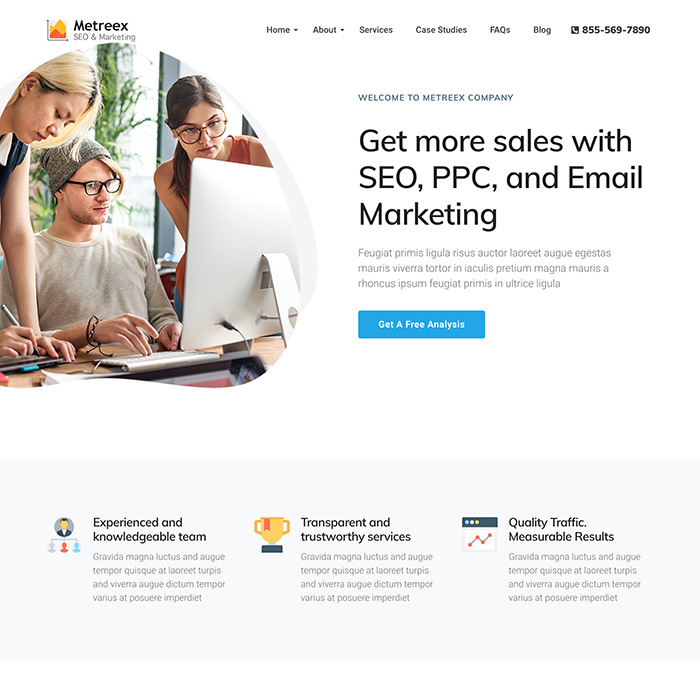 Metreex
SEO & Marketing
Home About Services Case Studies FAQs Blog 855-569-7890
WELCOME TO METREEX COMPANY
Get more sales with
SEO, PPC, and Email
Marketing
Feugiat primis ligula risus auctor laoreet augue egestas
mauris viverra tortor in iaculis pretium magna mauris a
rhoncus ipsum feugiat primis in ultrice ligula
Get A Free Analysis
Experienced and
knowledgeable team
Gravida magna luctus and augue
tempor quisque at laoreet turpis
and viverra augue dictum tempor
varius at posuere imperdiet
Transparent and
trustworthy services
Gravida magna luctus and augue
tempor quisque at laoreet turpis
and viverra augue dictum tempor
varius at posuere imperdiet
Quality Traffic.
Measurable Results
Gravida magna luctus and augue
tempor quisque at laoreet turpis
and viverra augue dictum tempor
varius at posuere imperdiet